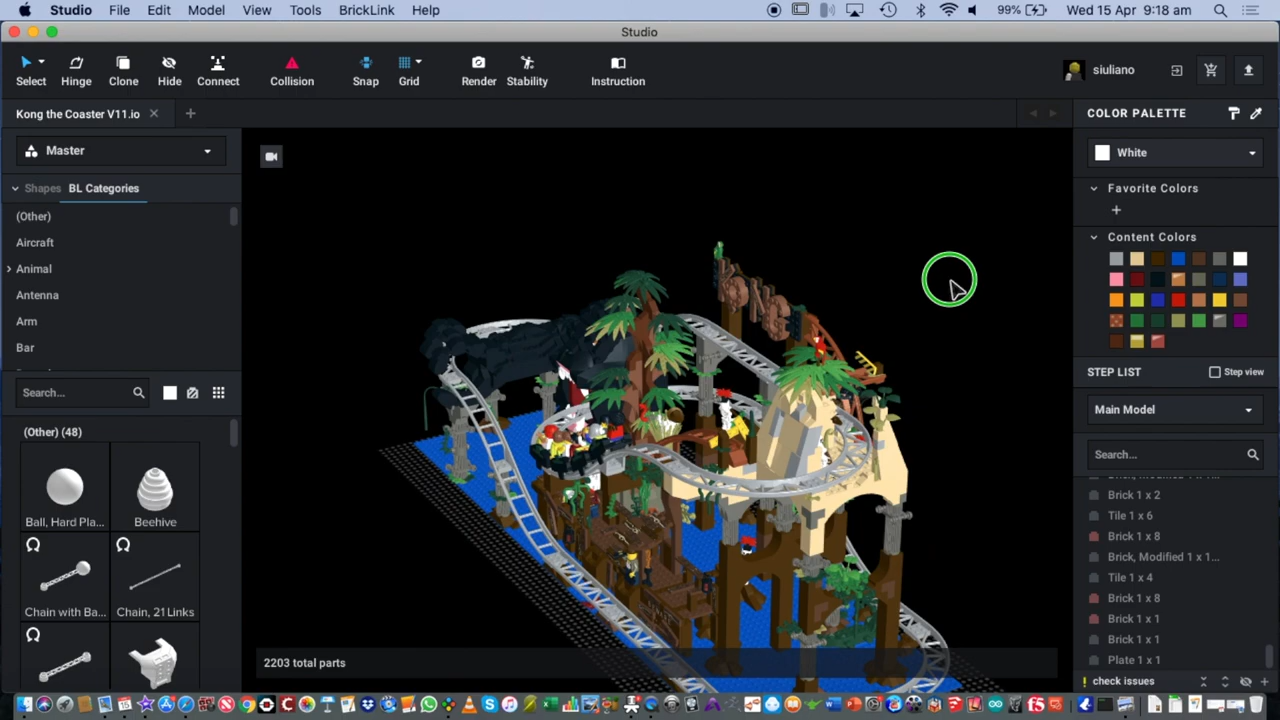 Studio File Edit Model View Tools BrickLink Help 99% Wed 15 Apr 9:18 am
Studio
Select Hinge Clone Hide Connect Collision Snap Grid Render Stability Instruction siuliano
Kong the Coaster V11.io
COLOR PALETTE
Master
White
Shapes BL Categories
Favorite Colors
(Other)
Aircraft
Content Colors
Animal
Antenna
Arm
Bar
STEP LIST
Step view
Search...
Main Model
(Other) (48)
Search...
Brick 1 x 2
Plate 1 x 6
Ball, Hard Pla... Beehive
Brick 1 x 8
Brick, Modified 1 x 1...
Tile 1 x 4
Brick 1 x 8
Chain with Ba... Chain, 21 Links
Brick 1 x 1
Brick 1 x 1
Plate 1 x 1
2203 total parts
check issues